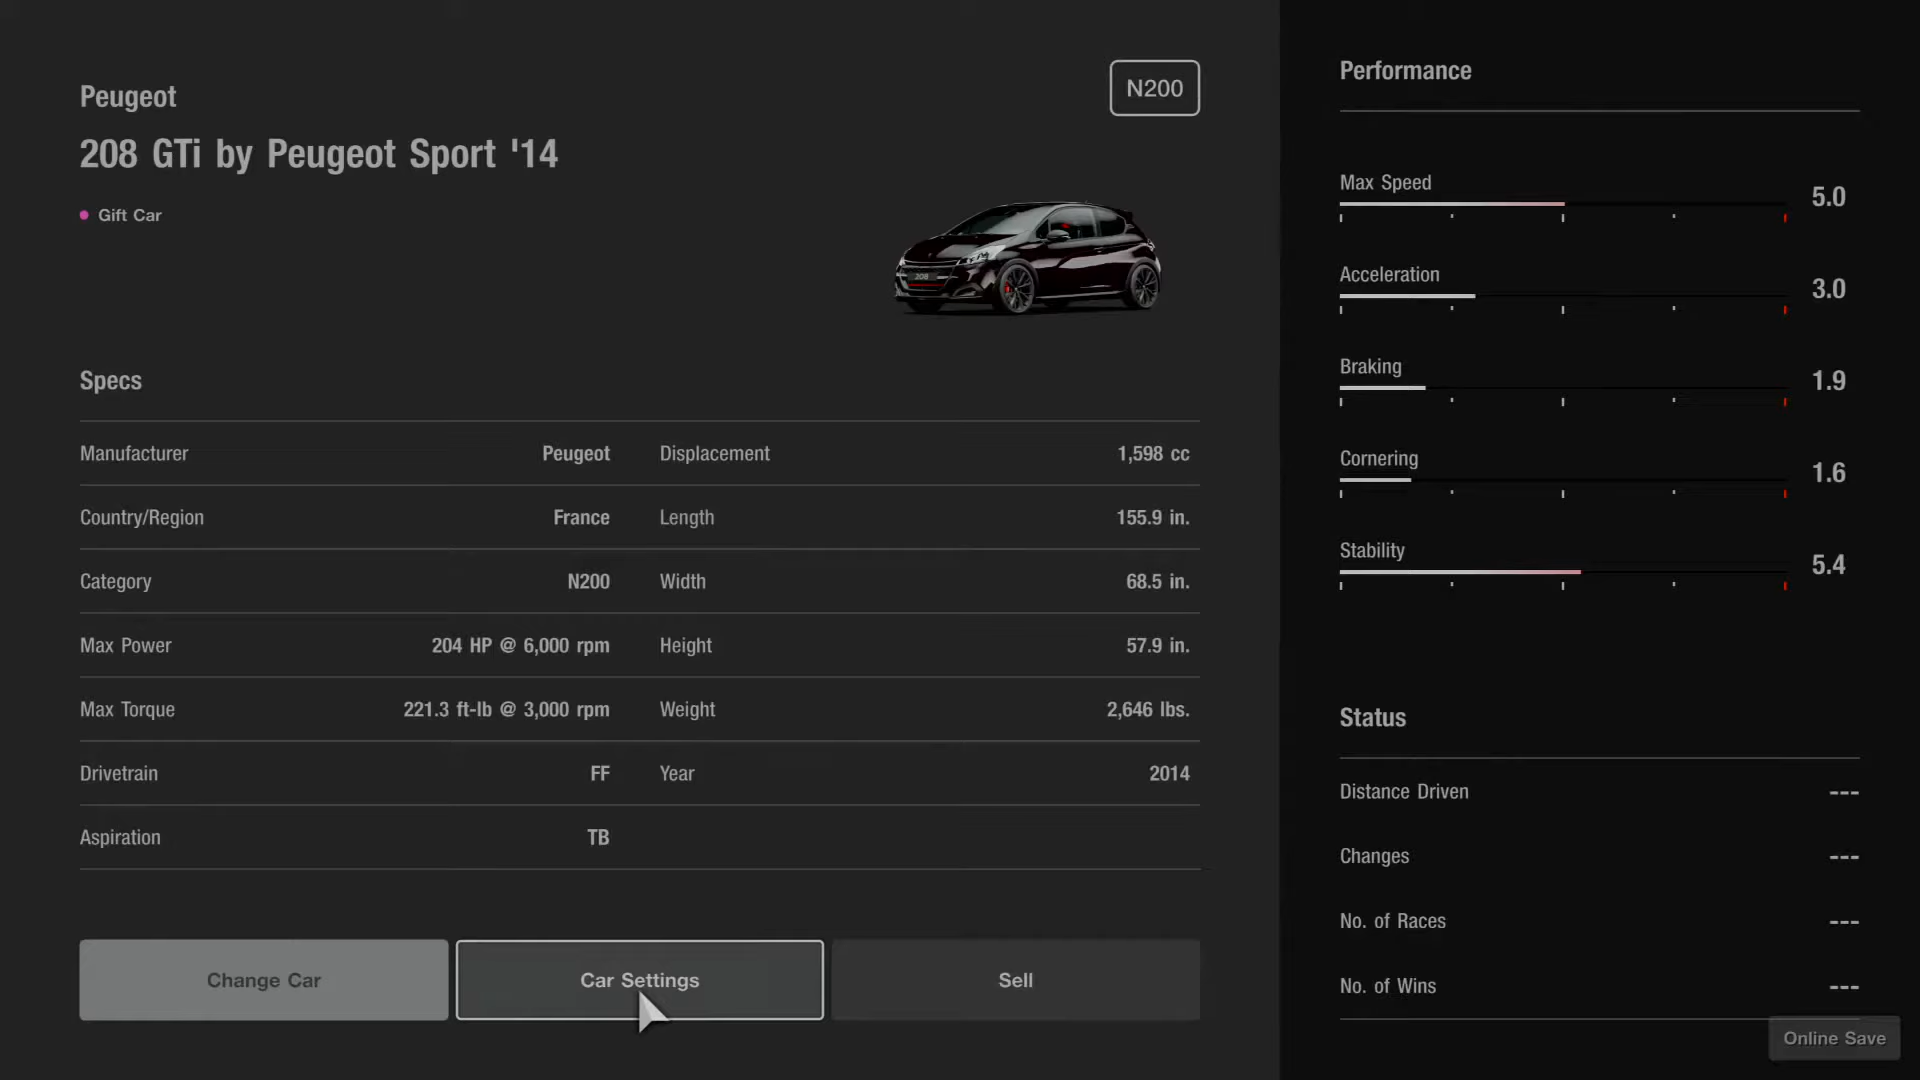 Peugeot
N200
208 GTi by Peugeot Sport '14
Gift Car
208
Specs
Manufacturer Peugeot Displacement 1,598 cc
Country/Region France Length 155.9 in.
Category N200 Width 68.5 in.
Max Power 204 HP @ 6,000 rpm Height 57.9 in.
Max Torque 221.3 ft-lb @ 3,000 rpm Weight 2,646 lbs.
Drivetrain FF Year 2014
Aspiration TB
Change Car Car Settings Sell
Performance
Max Speed 5.0
Acceleration 3.0
Braking 1.9
Cornering 1.6
Stability 5.4
Status
Distance Driven ---
Changes ---
No. of Races ---
No. of Wins ---
Online Save